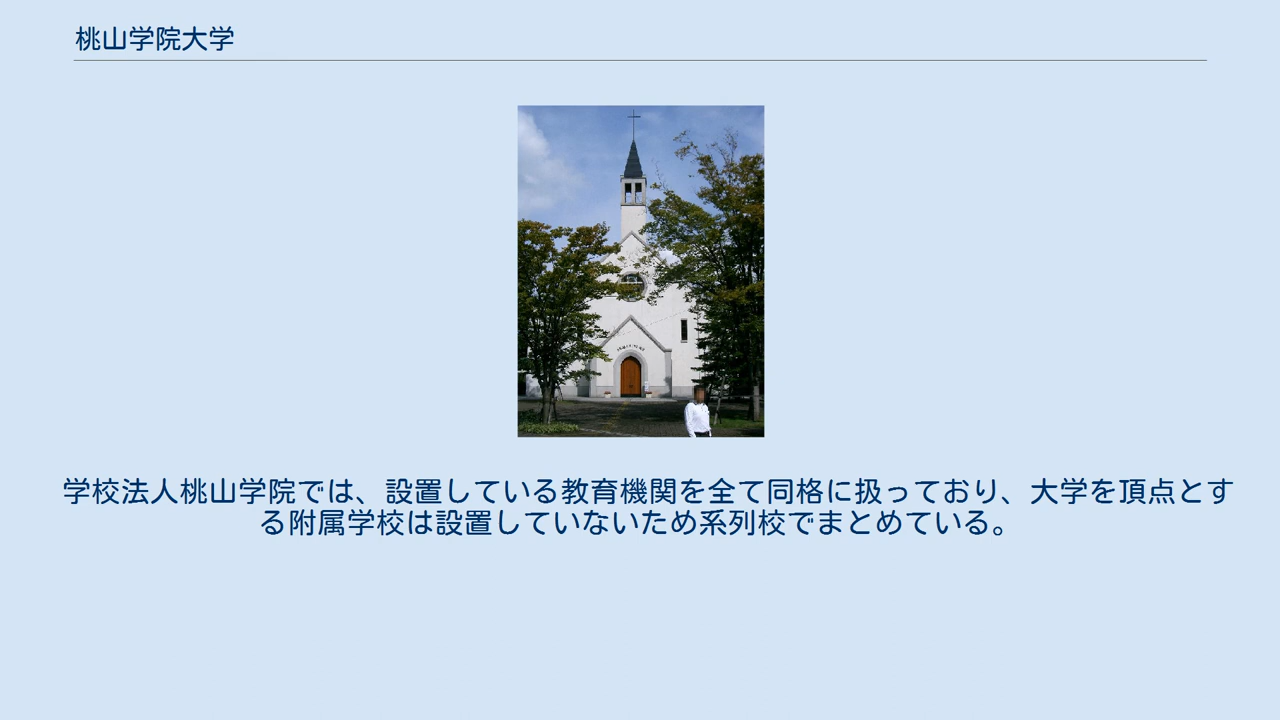 桃山学院大学
学校法人桃山学院では、設置している教育機関を全て同格に扱っており、大学を頂点とす
る附属学校は設置していないため系列校でまとめている。